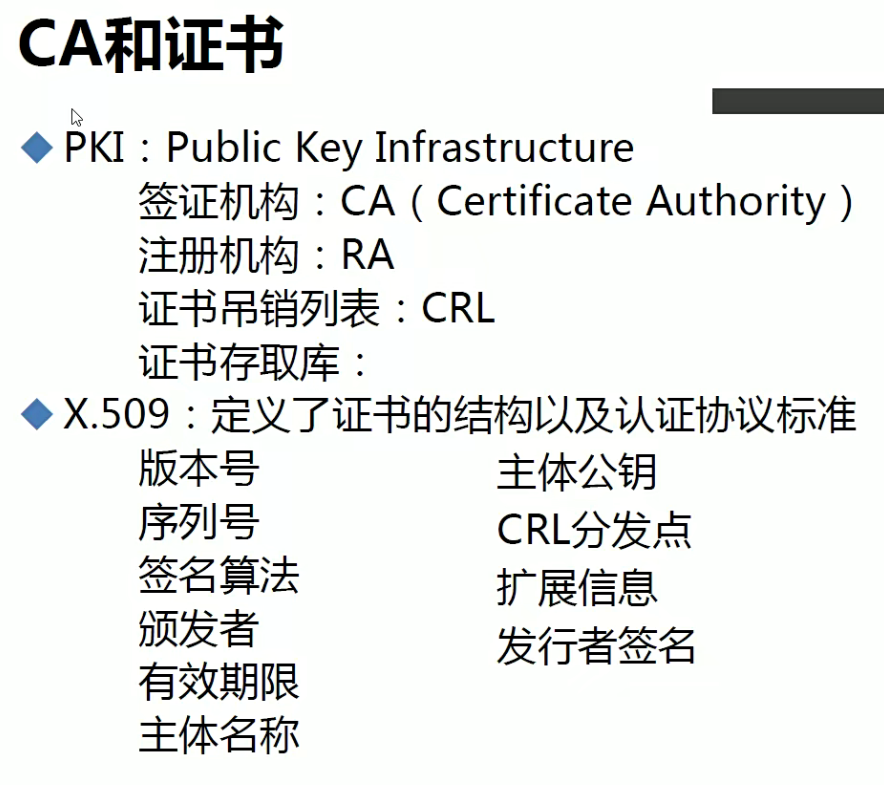 CA和证书
PKI：Public Key Infrastructure
签证机构：CA（Certificate Authority）
注册机构：RA
证书吊销列表：CRL
证书存取库：
X.509：定义了证书的结构以及认证协议标准
版本号
序列号
签名算法
颁发者
有效期限
主体名称
主体公钥
CRL分发点
扩展信息
发行者签名